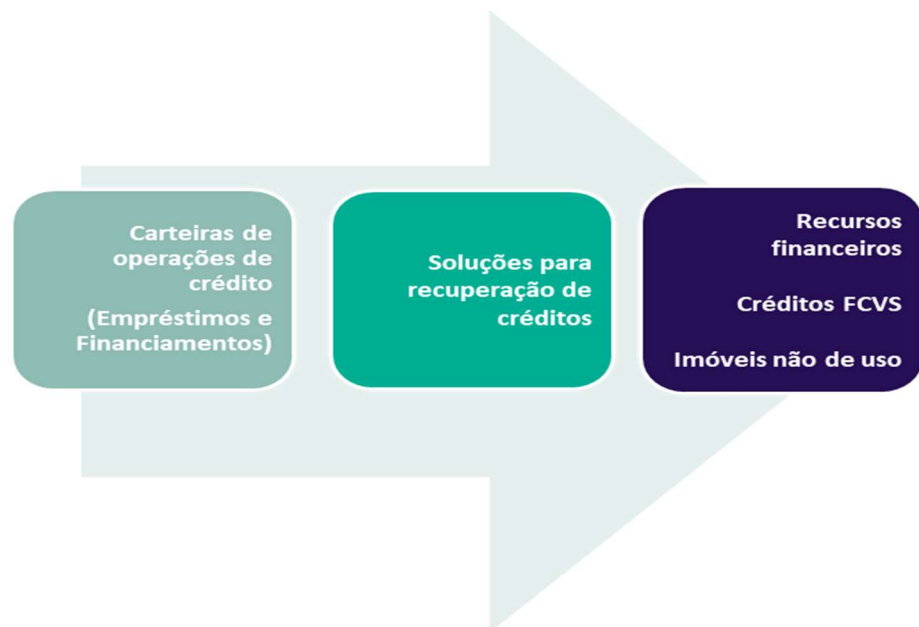 Carteiras de
operações de
crédito
(Empréstimos e
Financiamentos)
Soluções para
recuperação de
créditos
Recursos
financeiros
Créditos FCVS
Imóveis não de uso